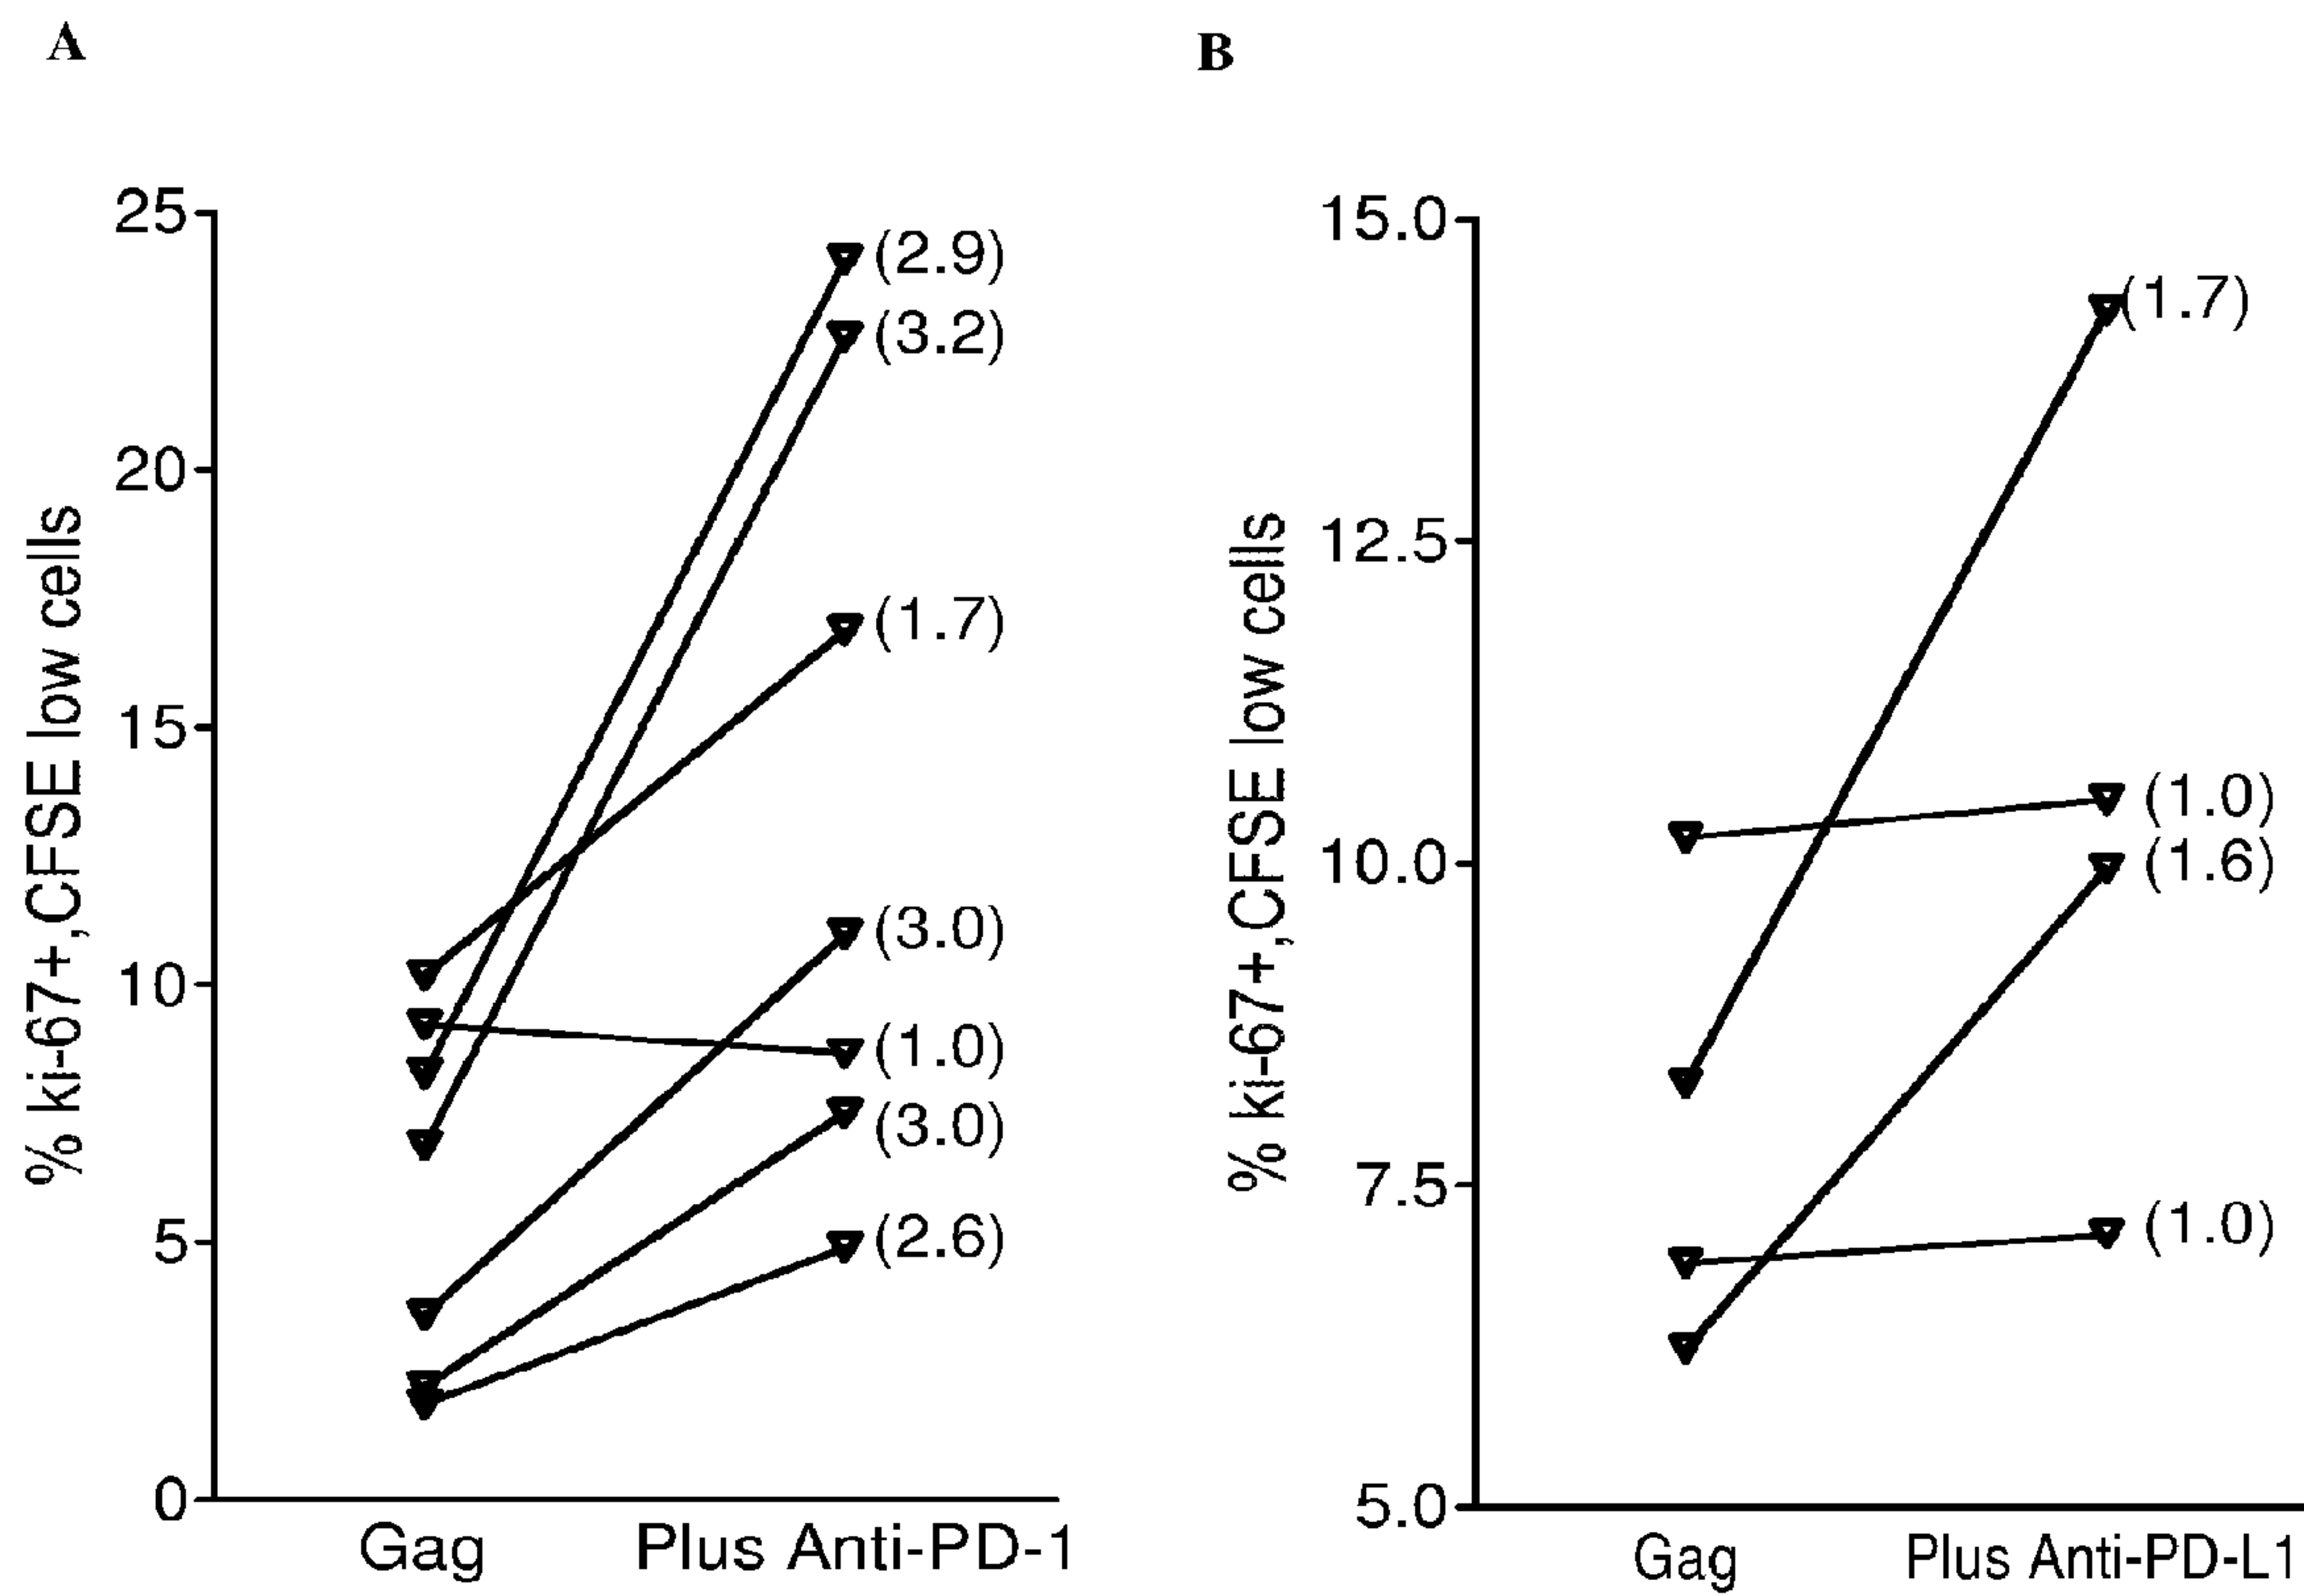 A
% ki-67+,CFSE low cells
25
20
15
10
5
0
(2.9)
(3.2)
(1.7)
(3.0)
(1.0)
(3.0)
(2.6)
Gag
Plus Anti-PD-1
B
% ki-67+,CFSE low cells
15.0
12.5
10.0
7.5
5.0
(1.7)
(1.0)
(1.6)
(1.0)
Gag
Plus Anti-PD-L1